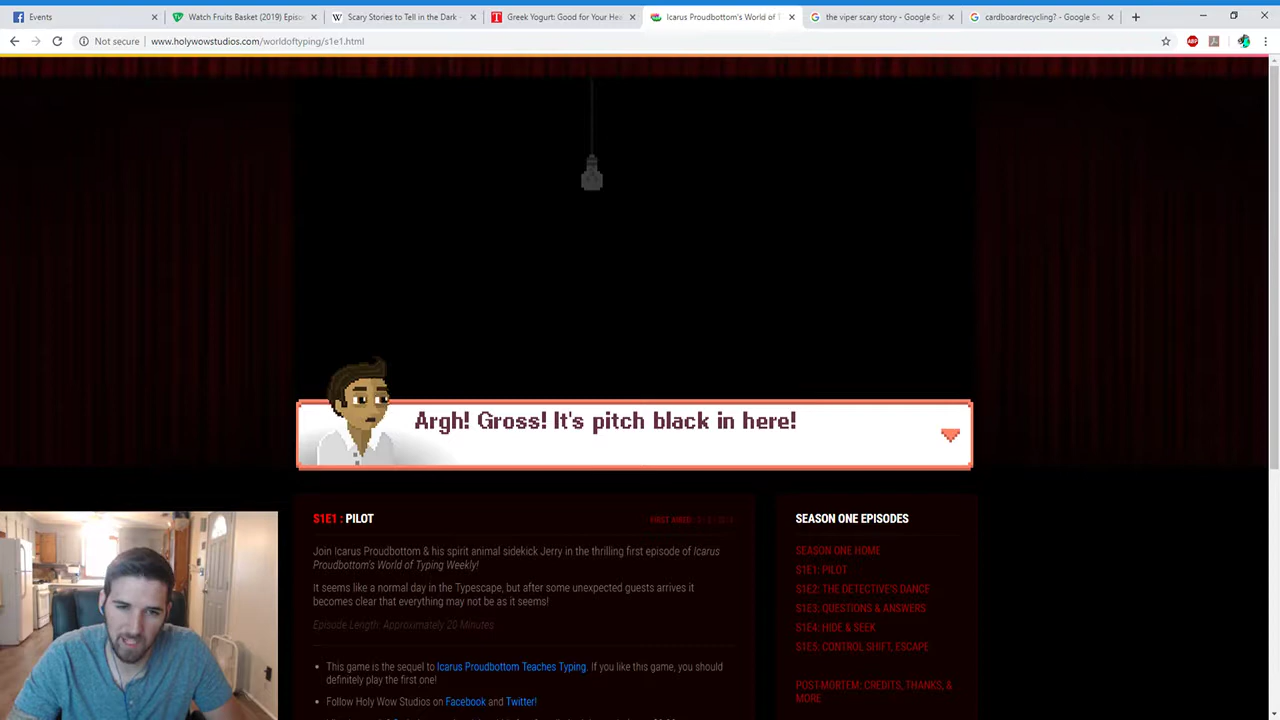 Events
Watch Fruits Basket (2019) Episo
Scary Stories to Tell in the Dark -
Greek Yogurt: Good for Your Hea
Icarus Proudbottom's World of T
the viper scary story - Google Se
cardboardrecycling? - Google Se
Not secure www.holywowstudios.com/worldoftyping/s1e1.html
Argh! Gross! It's pitch black in here!
S1E1 : PILOT
Join Icarus Proudbottom & his spirit animal sidekick Jerry in the thrilling first episode of Icarus
Proudbottom's World of Typing Weekly!
It seems like a normal day in the Typescape, but after some unexpected guests arrives it
becomes clear that everything may not be as it seems!
Episode Length: Approximately 20 Minutes
• This game is the sequel to Icarus Proudbottom Teaches Typing. If you like this game, you should
definitely play the first one!
• Follow Holy Wow Studios on Facebook and Twitter!
SEASON ONE EPISODES
SEASON ONE HOME
S1E1: PILOT
S1E2: THE DETECTIVE'S DANCE
S1E3: QUESTIONS & ANSWERS
S1E4: HIDE & SEEK
S1E5: CONTROL SHIFT, ESCAPE
POST-MORTEM: CREDITS, THANKS, &
MORE